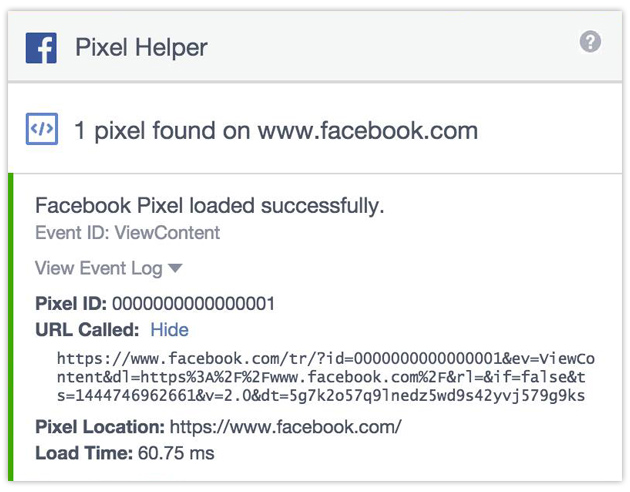 f Pixel Helper ?
</> 1 pixel found on www.facebook.com
Facebook Pixel loaded successfully.
Event ID: ViewContent
View Event Log
Pixel ID: 0000000000000001
URL Called: Hide
https://www.facebook.com/tr/?id=0000000000000001&ev=ViewCo
ntent&dl=https%3A%2F%2Fwww.facebook.com%2F&rl=&if=false&t
s=1444746962661&v=2.0&dt=5g7k2o57q9lnedz5wd9s42yvj579g9ks
Pixel Location: https://www.facebook.com/
Load Time: 60.75 ms